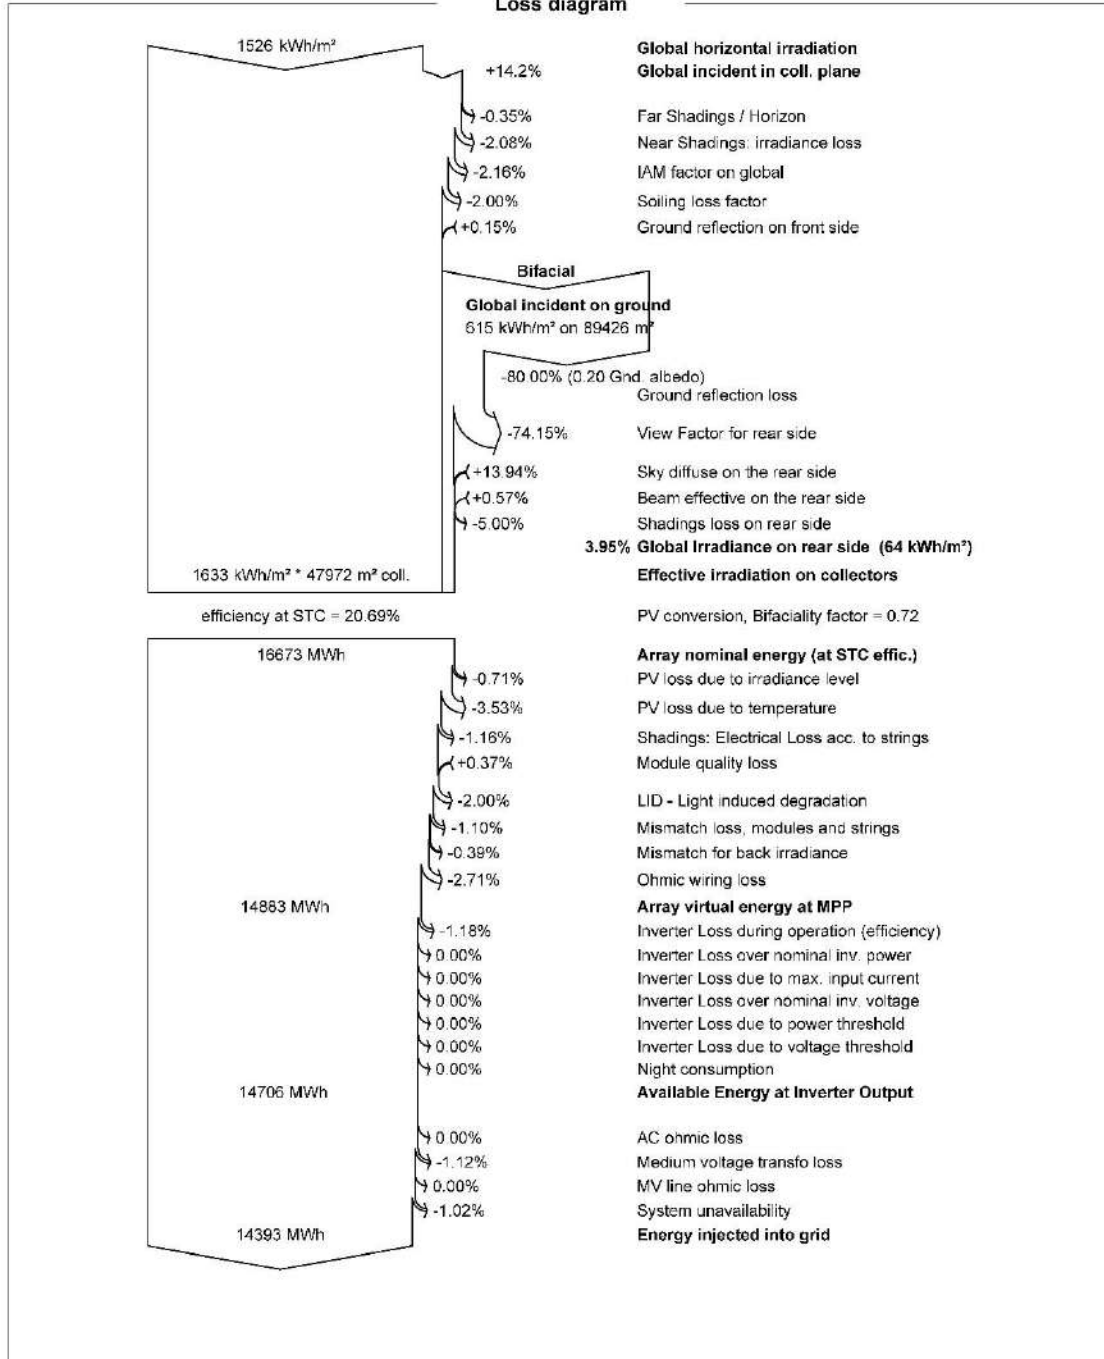 Loss diagram
1526 kWh/m² Global horizontal irradiation
+14.2% Global incident in coll. plane
-0.35% Far Shadings / Horizon
-2.08% Near Shadings: irradiance loss
-2.16% IAM factor on global
-2.00% Soiling loss factor
+0.15% Ground reflection on front side
Bifacial
Global incident on ground
615 kWh/m² on 89426 m²
-80.00% (0.20 Gnd. albedo)
Ground reflection loss
-74.15% View Factor for rear side
+13.94% Sky diffuse on the rear side
+0.57% Beam effective on the rear side
-5.00% Shadings loss on rear side
3.95% Global Irradiance on rear side (64 kWh/m²)
1633 kWh/m² * 47972 m² coll. Effective irradiation on collectors
efficiency at STC = 20.69% PV conversion, Bifaciality factor = 0.72
16673 MWh Array nominal energy (at STC effic.)
-0.71% PV loss due to irradiance level
-3.53% PV loss due to temperature
-1.16% Shadings: Electrical Loss acc. to strings
+0.37% Module quality loss
-2.00% LID - Light induced degradation
-1.10% Mismatch loss, modules and strings
-0.39% Mismatch for back irradiance
-2.71% Ohmic wiring loss
14883 MWh Array virtual energy at MPP
-1.18% Inverter Loss during operation (efficiency)
0.00% Inverter Loss over nominal inv. power
0.00% Inverter Loss due to max. input current
0.00% Inverter Loss over nominal inv. voltage
0.00% Inverter Loss due to power threshold
0.00% Inverter Loss due to voltage threshold
0.00% Night consumption
14706 MWh Available Energy at Inverter Output
0.00% AC ohmic loss
-1.12% Medium voltage transfo loss
0.00% MV line ohmic loss
-1.02% System unavailability
14393 MWh Energy injected into grid